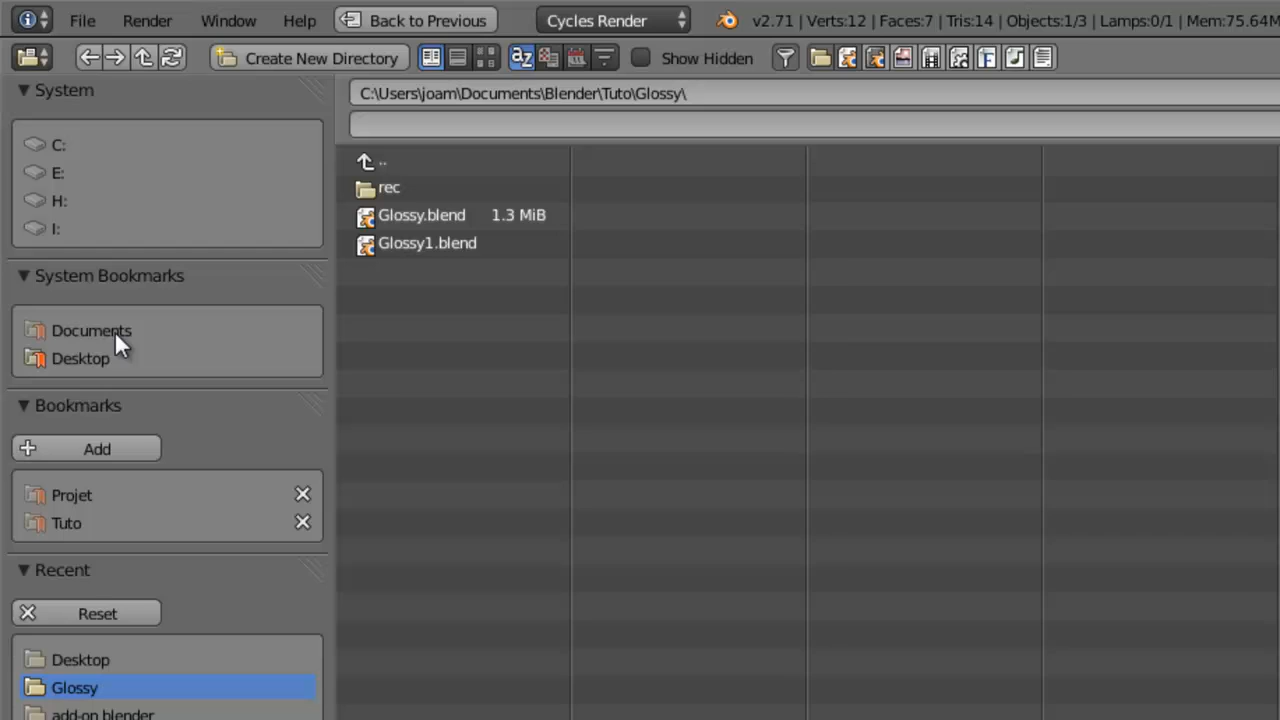 File Render Window Help Back to Previous Cycles Render v2.71 | Verts:12 | Faces:7 | Tris:14 | Objects:1/3 | Lamps:0/1 | Mem:75.64M
Create New Directory Show Hidden
System
C:\Users\joam\Documents\Blender\Tuto\Glossy\
C:
E:
H:
I:
..
rec
Glossy.blend 1.3 MiB
Glossy1.blend
System Bookmarks
Documents
Desktop
Bookmarks
Add
Projet
Tuto
Recent
Reset
Desktop
Glossy
add-on blender